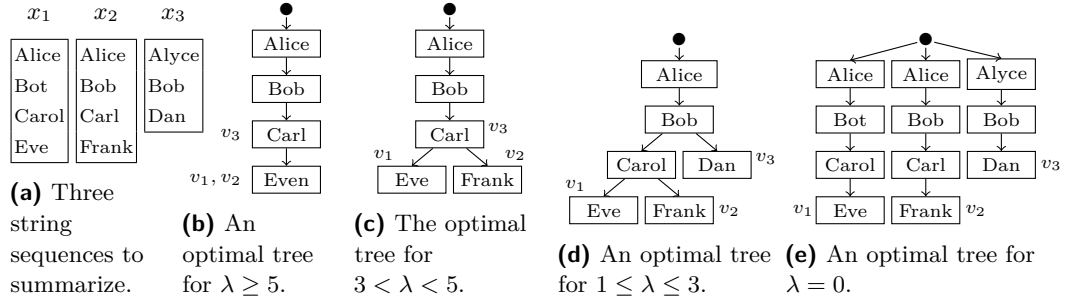 x₁ x₂ x₃
Alice Alice Alyce
Bot Bob Bob
Carol Carl Dan
Eve Frank
(a) Three
string
sequences to
summarize.
Alice
Bob
v₃ Carl
v₁, v₂ Even
(b) An
optimal tree
for λ ≥ 5.
Alice
Bob
Carl v₃
v₁ v₂
Eve Frank
(c) The optimal
tree for
3 < λ < 5.
Alice
Bob
Carol Dan v₃
v₁
Eve Frank v₂
(d) An optimal tree
for 1 ≤ λ ≤ 3.
Alice Alice Alyce
Bot Bob Bob
Carol Carl Dan v₃
v₁ Eve Frank v₂
(e) An optimal tree for
λ = 0.